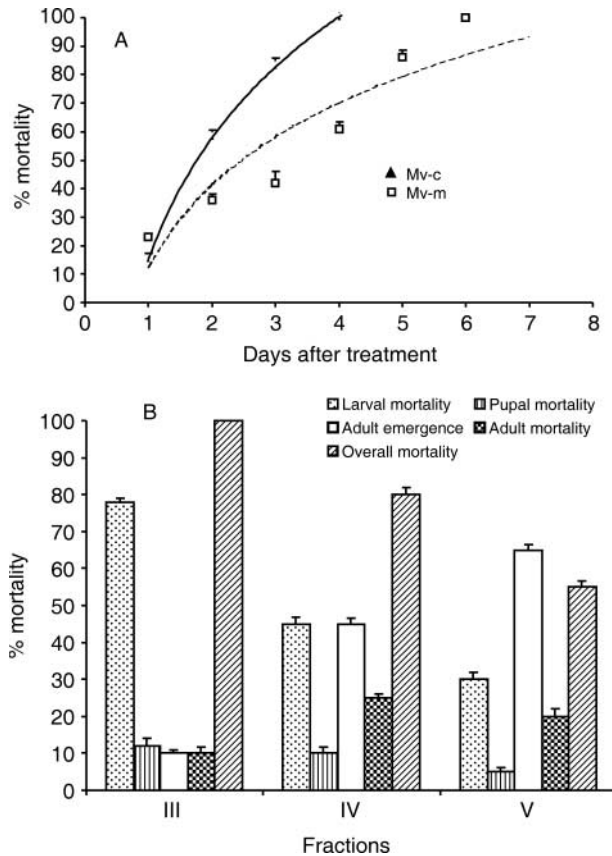 A
% mortality
100
90
80
70
60
50
40
30
20
10
0
▲ Mv-c
□ Mv-m
0 1 2 3 4 5 6 7 8
Days after treatment
B
Larval mortality Pupal mortality
Adult emergence Adult mortality
Overall mortality
% mortality
100
90
80
70
60
50
40
30
20
10
0
III IV V
Fractions